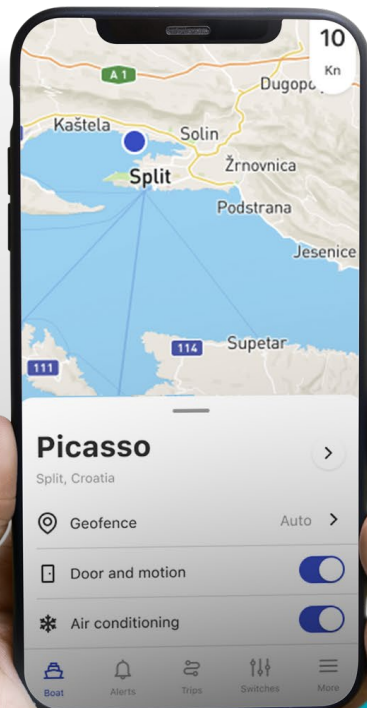 10
Kn
A 1
Kaštela
Solin
Split
Žrnovnica
Podstrana
Jesenice
114
Supetar
111
Picasso
Split, Croatia
Geofence
Auto
Door and motion
Air conditioning
Boat
Alerts
Trips
Switches
More